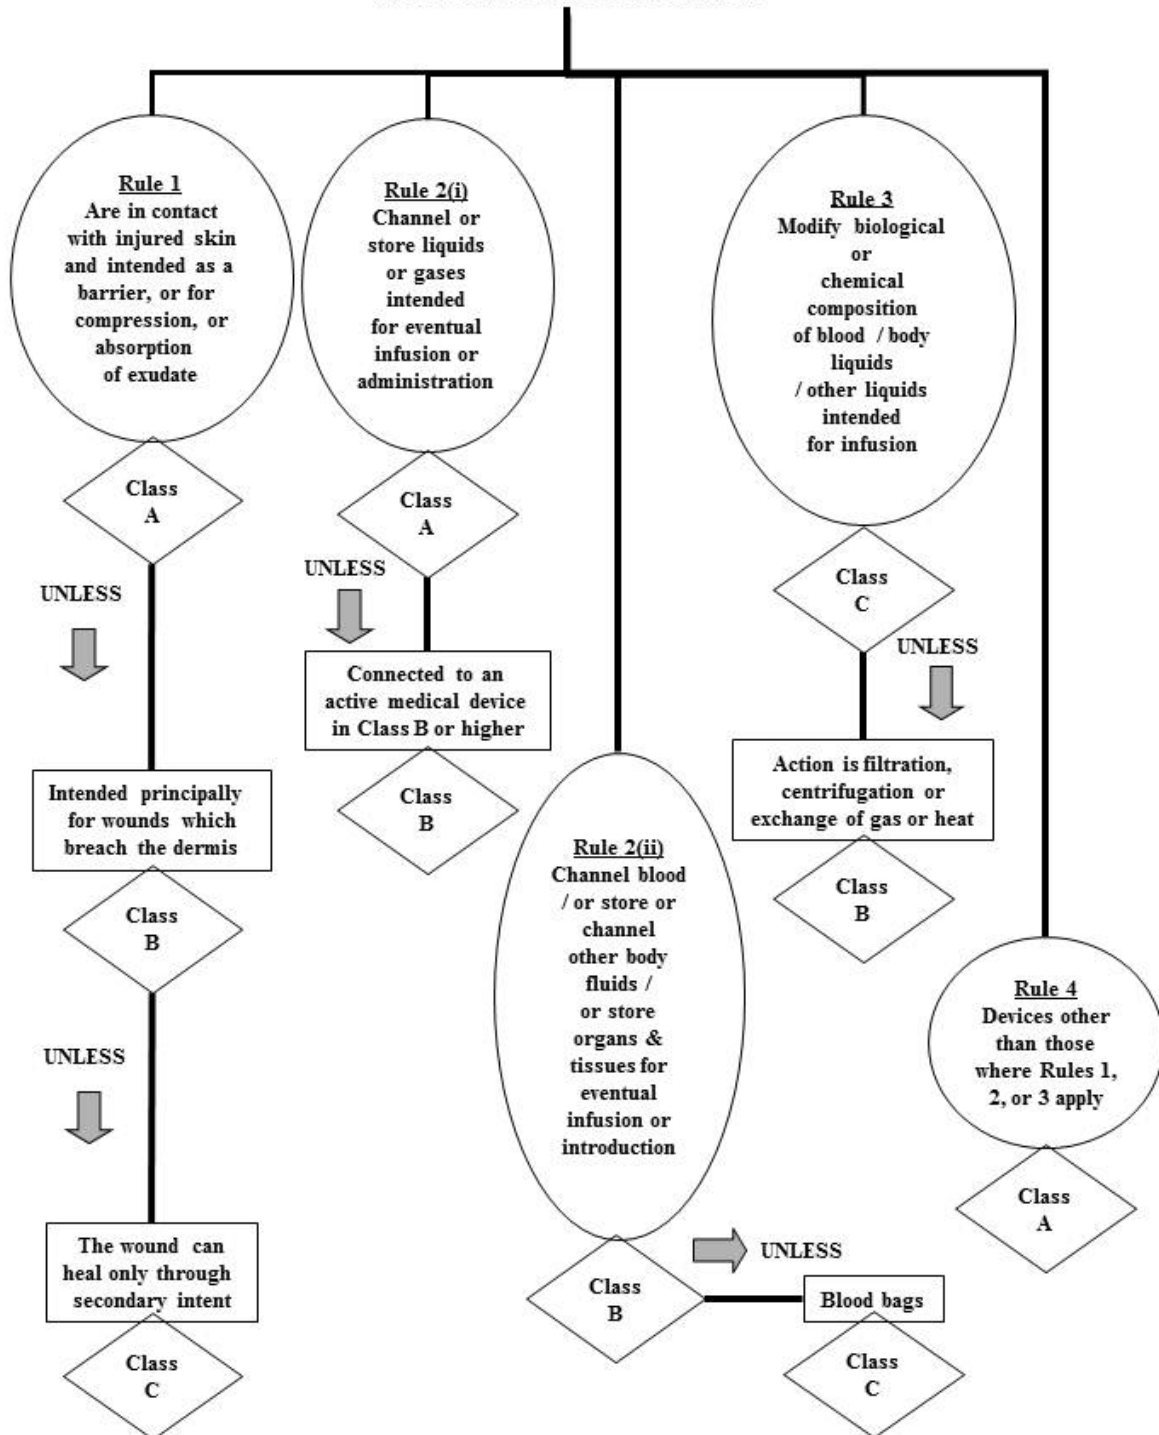 Rule 1
Are in contact
with injured skin
and intended as a
barrier, or for
compression, or
absorption
of exudate
Class
A
UNLESS
Intended principally
for wounds which
breach the dermis
Class
B
UNLESS
The wound can
heal only through
secondary intent
Class
C
Rule 2(i)
Channel or
store liquids
or gases
intended
for eventual
infusion or
administration
Class
A
UNLESS
Connected to an
active medical device
in Class B or higher
Class
B
Rule 2(ii)
Channel blood
/ or store or
channel
other body
fluids /
or store
organs &
tissues for
eventual
infusion or
introduction
Class
B
UNLESS
Blood bags
Class
C
Rule 3
Modify biological
or
chemical
composition
of blood / body
liquids
/ other liquids
intended
for infusion
Class
C
UNLESS
Action is filtration,
centrifugation or
exchange of gas or heat
Class
B
Rule 4
Devices other
than those
where Rules 1,
2, or 3 apply
Class
A